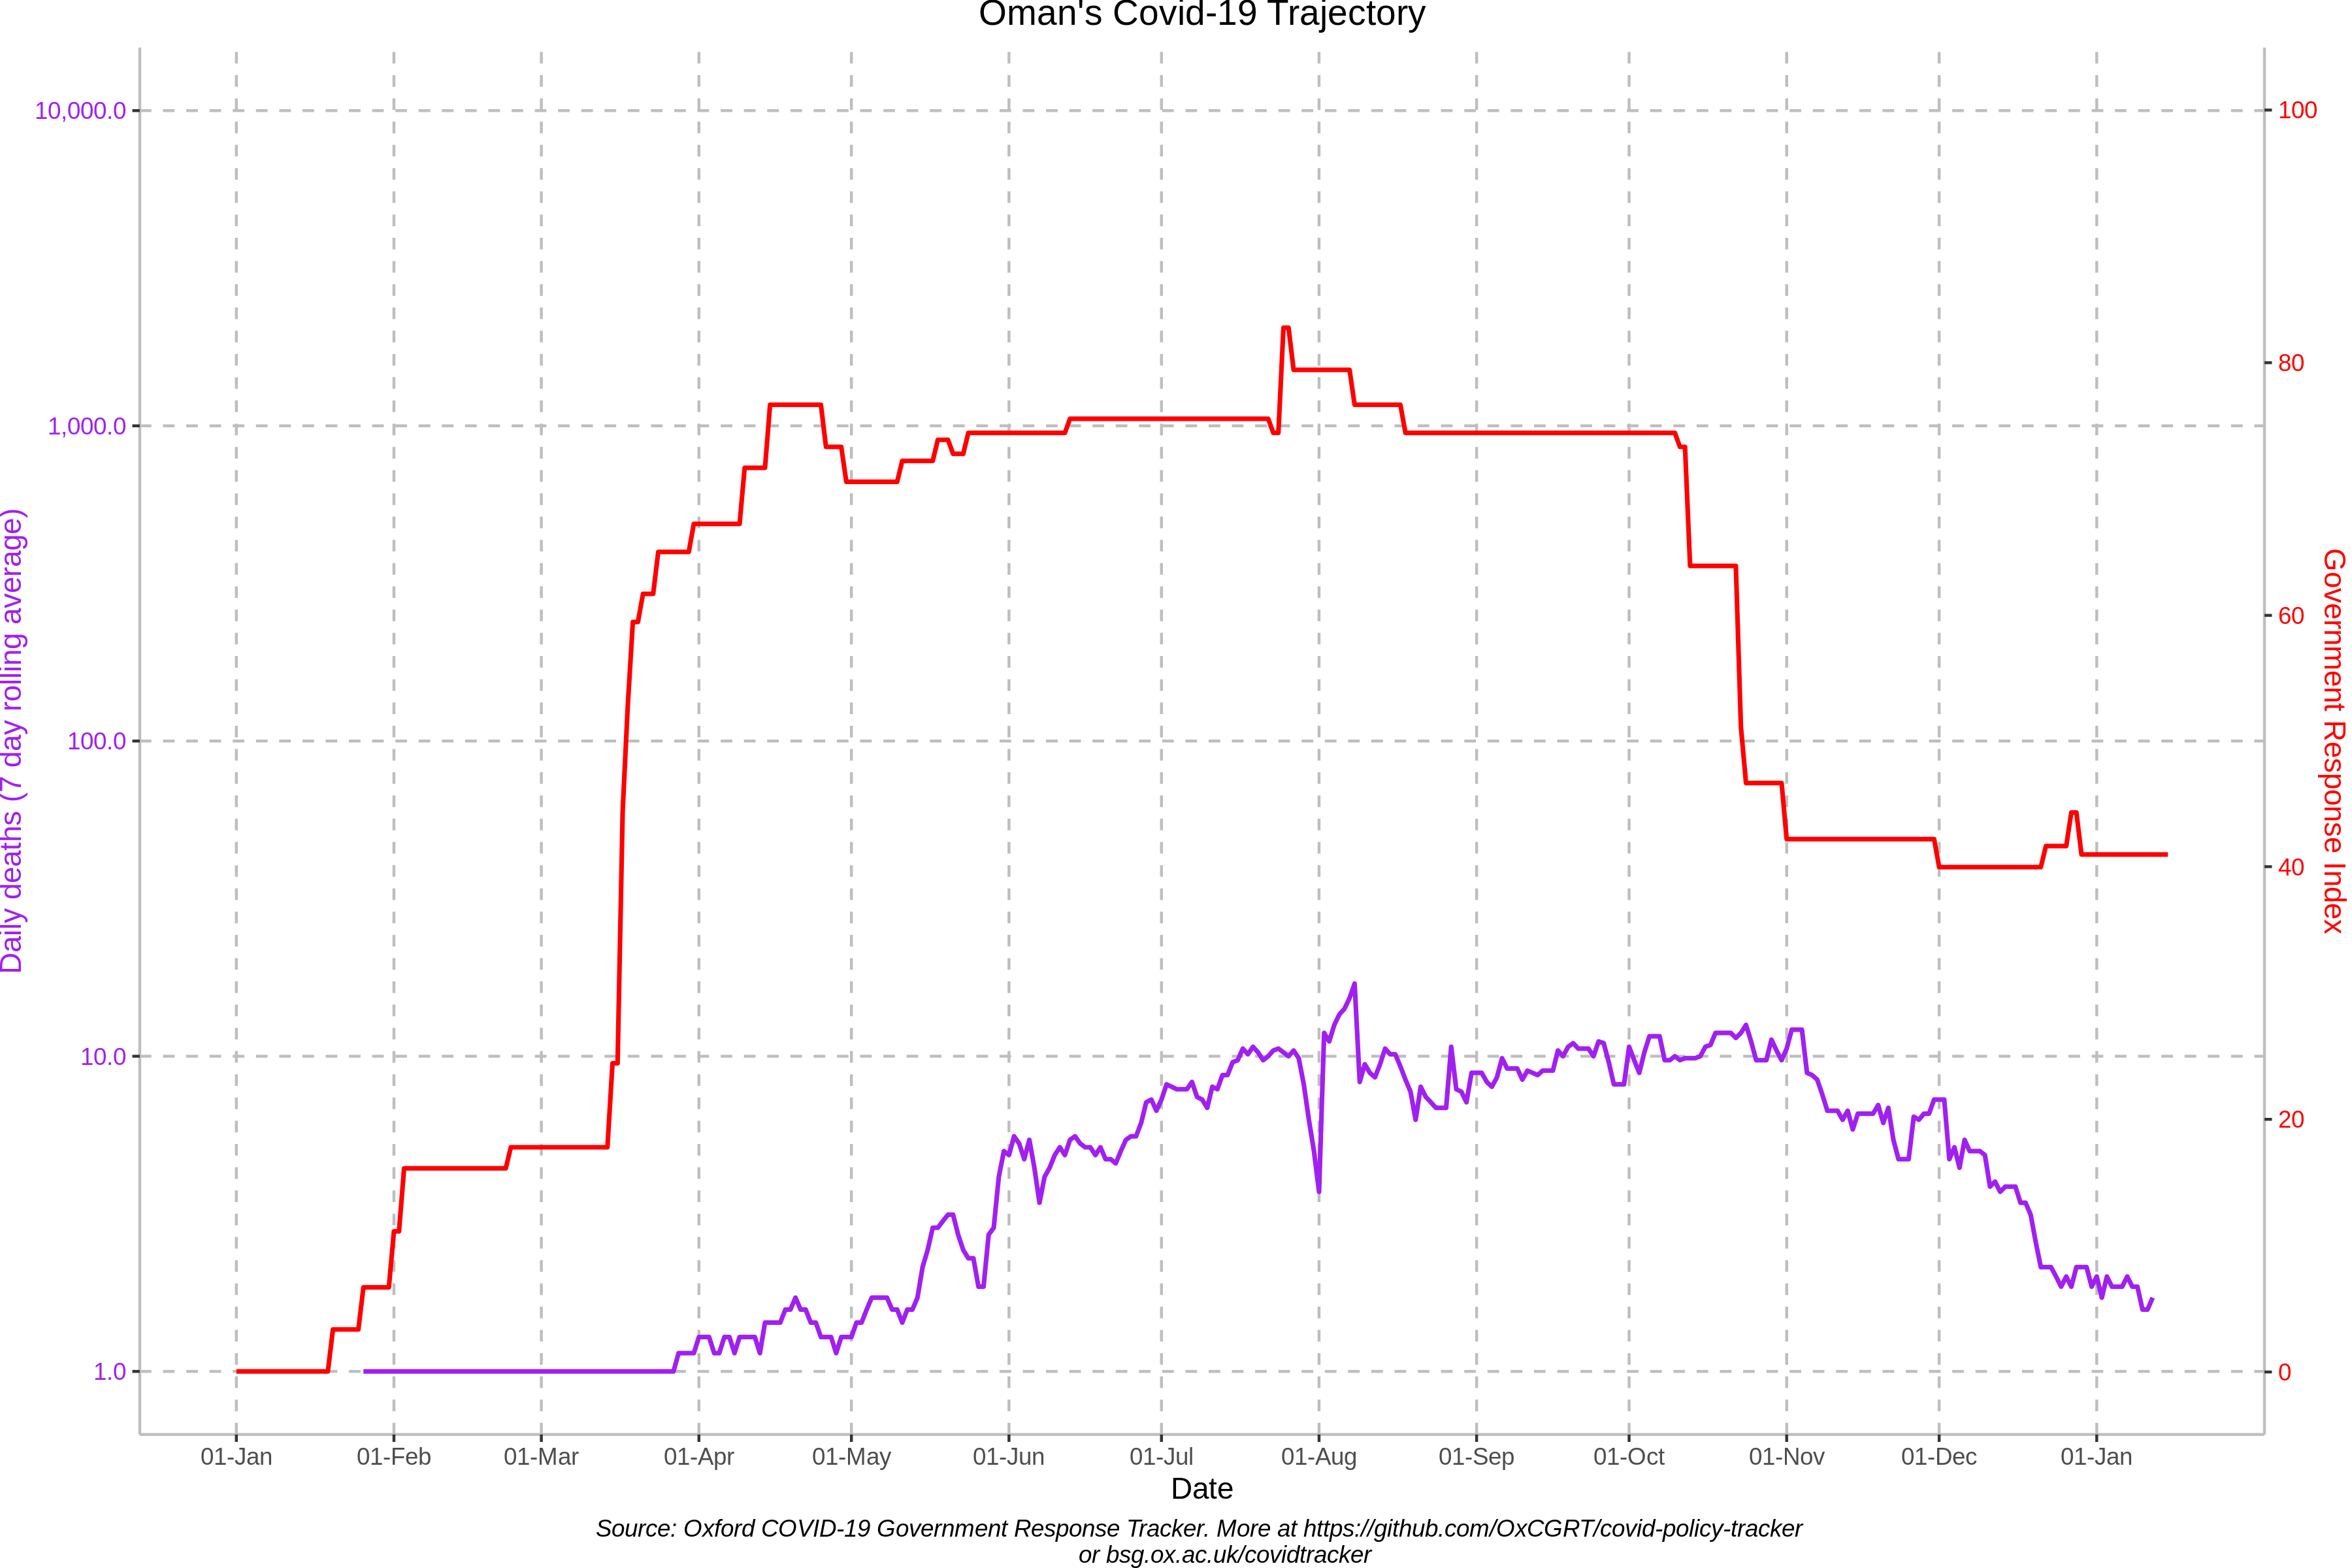 Oman's Covid-19 Trajectory
10,000.0
1,000.0
100.0
10.0
1.0
Daily deaths (7 day rolling average)
100
80
60
40
20
0
Government Response Index
01-Jan 01-Feb 01-Mar 01-Apr 01-May 01-Jun 01-Jul 01-Aug 01-Sep 01-Oct 01-Nov 01-Dec 01-Jan
Date
Source: Oxford COVID-19 Government Response Tracker. More at https://github.com/OxCGRT/covid-policy-tracker
or bsg.ox.ac.uk/covidtracker